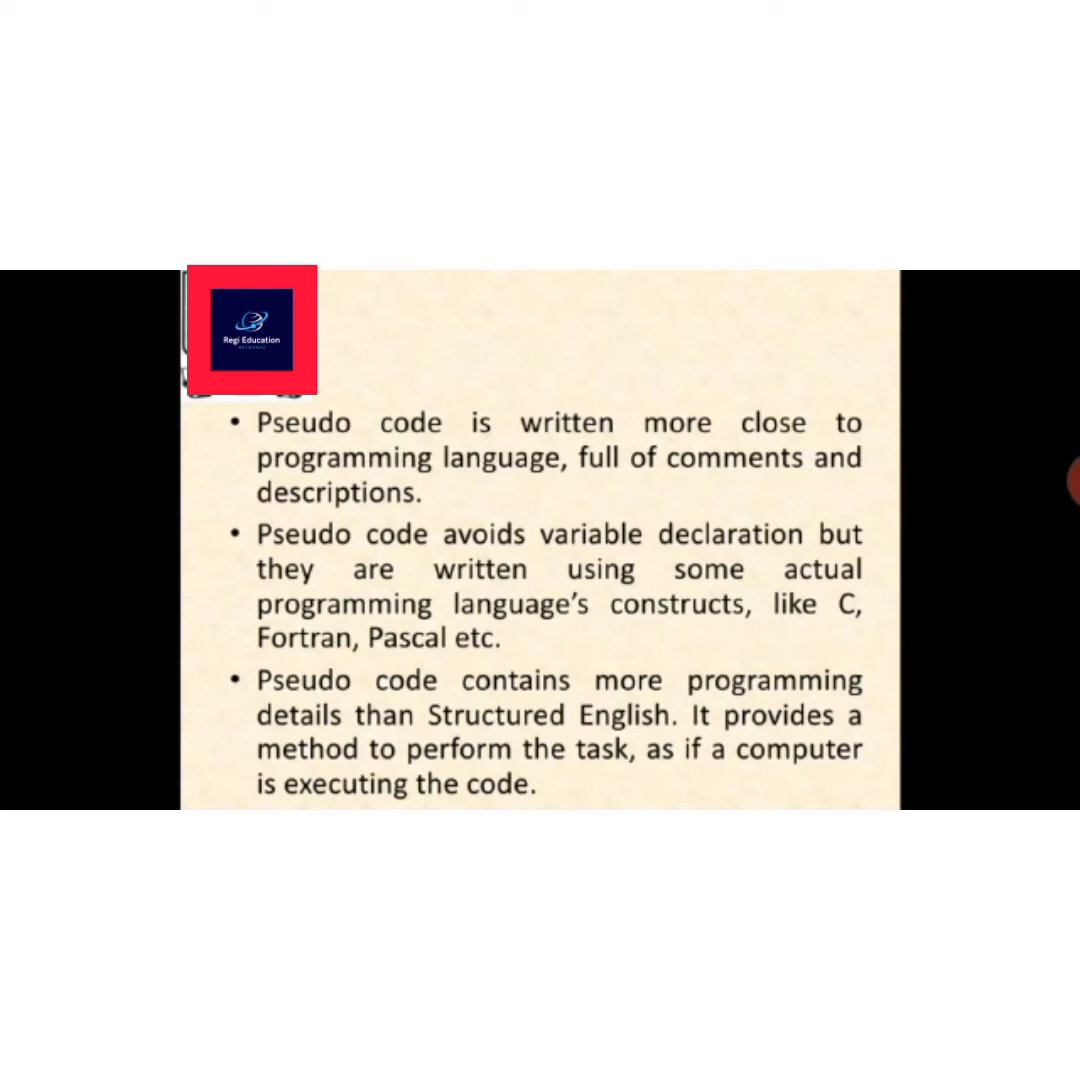 Regi Education
• Pseudo code is written more close to
programming language, full of comments and
descriptions.
• Pseudo code avoids variable declaration but
they are written using some actual
programming language's constructs, like C,
Fortran, Pascal etc.
• Pseudo code contains more programming
details than Structured English. It provides a
method to perform the task, as if a computer
is executing the code.